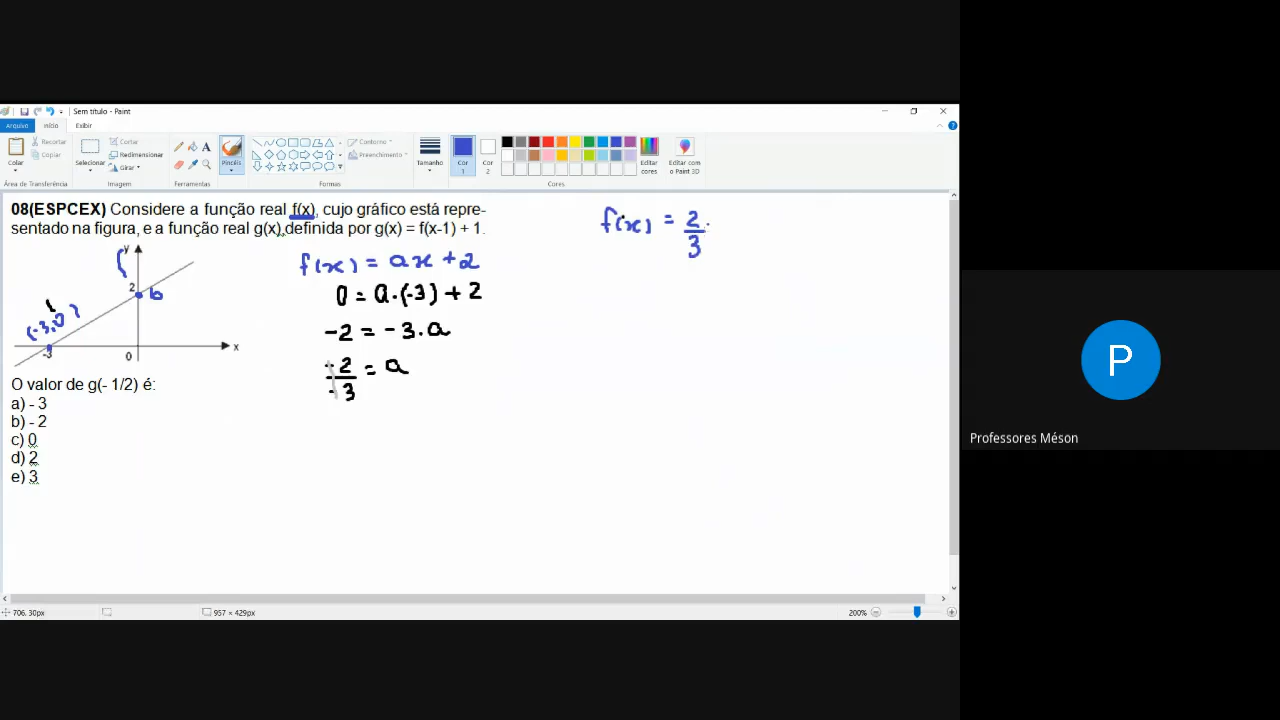 Sem título - Paint
Arquivo Início Exibir
Colar
Recortar
Copiar
Área de Transferência
Selecionar
Cortar
Redimensionar
Girar
Imagem
A
Ferramentas
Pincéis
Contorno
Preenchimento
Formas
Tamanho
Cor 1
Cor 2
Editar cores
Editar com o Paint 3D
Cores
08(ESPCEX) Considere a função real f(x), cujo gráfico está repre-
sentado na figura, e a função real g(x),definida por g(x) = f(x-1) + 1.
y
2 b
(-3,0)
-3 0 x
f(x) = ax + 2
0 = a.(-3) + 2
-2 = -3.a
-2/-3 = a
f(x) = 2/3
O valor de g(- 1/2) é:
a) - 3
b) - 2
c) 0
d) 2
e) 3
706, 30px
957 × 429px
200%
P
Professores Méson